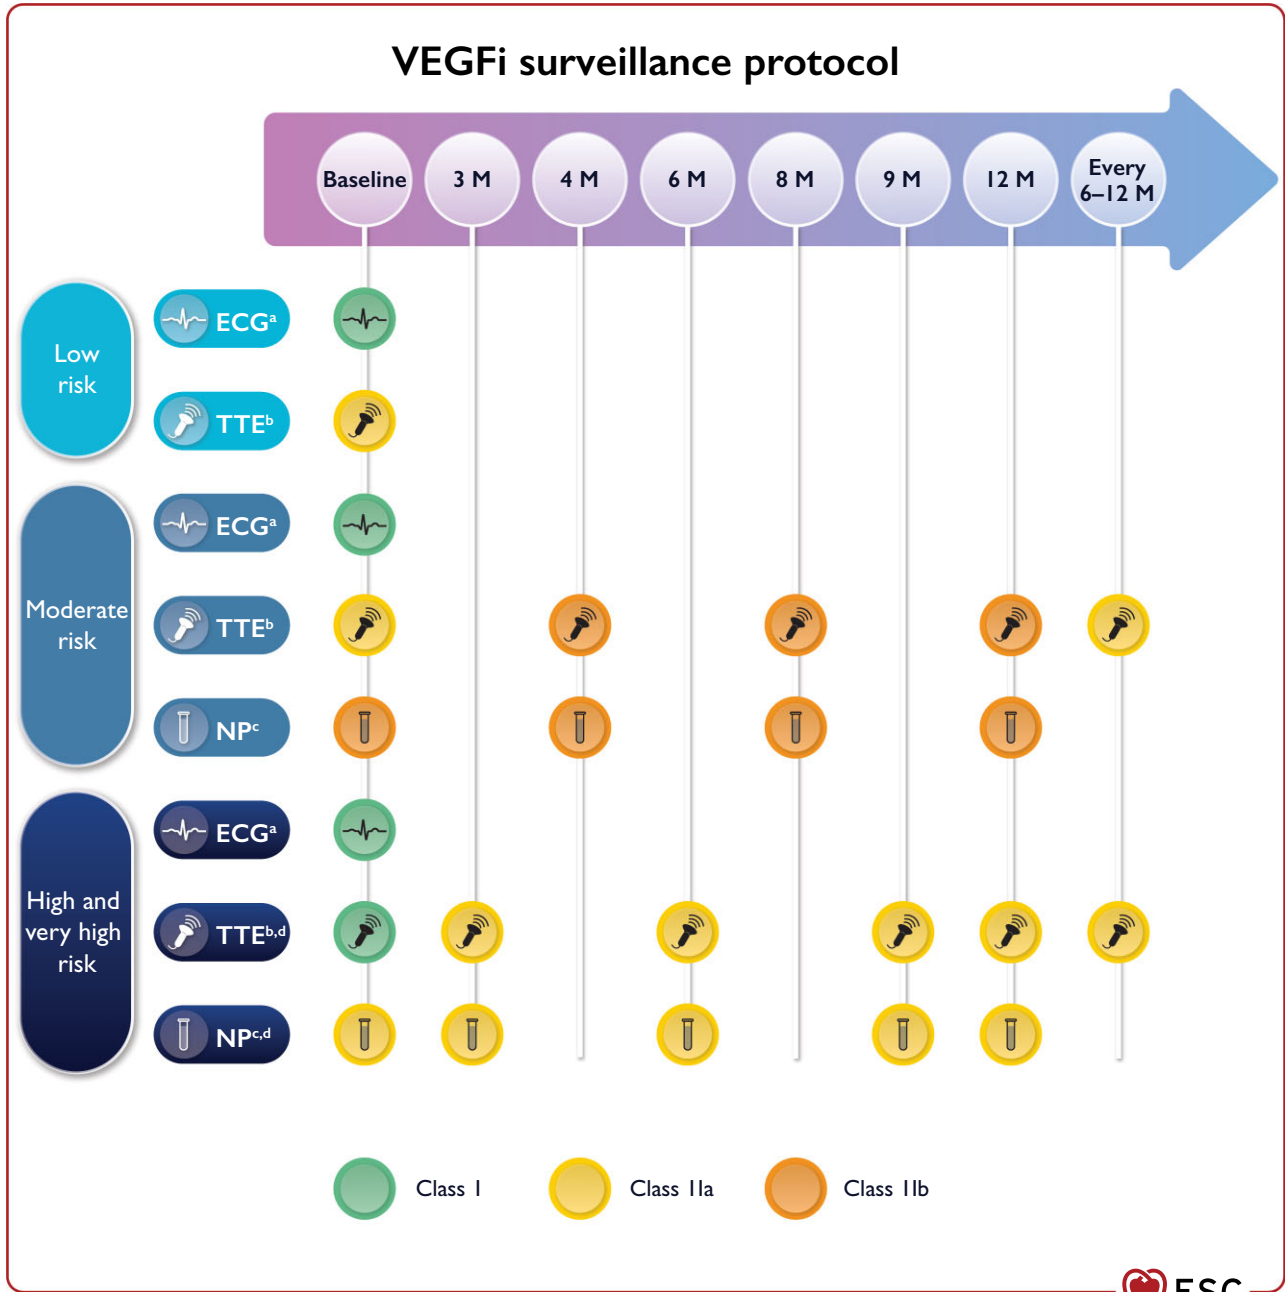 VEGFi surveillance protocol
Baseline
3 M
4 M
6 M
8 M
9 M
12 M
Every
6–12 M
Low
risk
ECGᵃ
TTEᵇ
Moderate
risk
ECGᵃ
TTEᵇ
NPᶜ
High and
very high
risk
ECGᵃ
TTEᵇ,ᵈ
NPᶜ,ᵈ
Class I
Class IIa
Class IIb
ESC